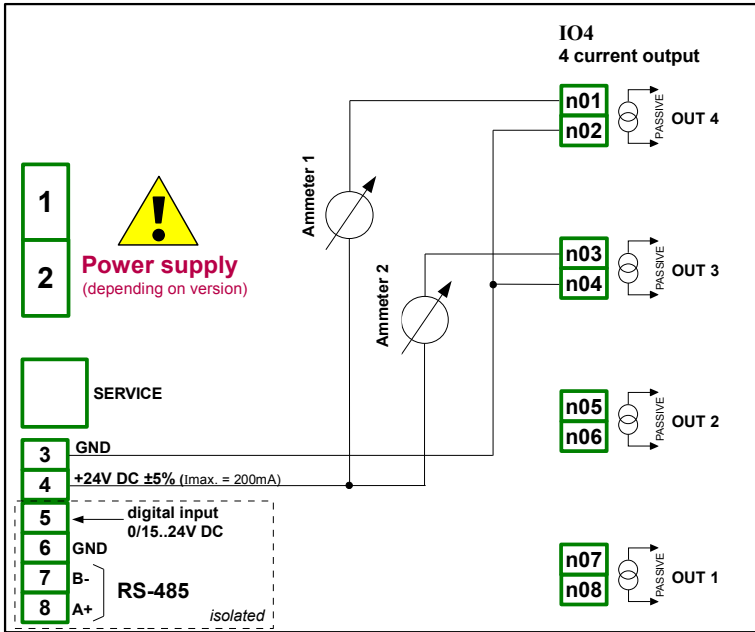 IO4
4 current output
n01
n02
PASSIVE
OUT 4
Ammeter 1
1
2
!
Power supply
(depending on version)
n03
n04
PASSIVE
OUT 3
Ammeter 2
SERVICE
n05
n06
PASSIVE
OUT 2
3 GND
4 +24V DC ±5% (Imax. = 200mA)
5 digital input
0/15..24V DC
6 GND
7 B-
8 A+
RS-485
isolated
n07
n08
PASSIVE
OUT 1